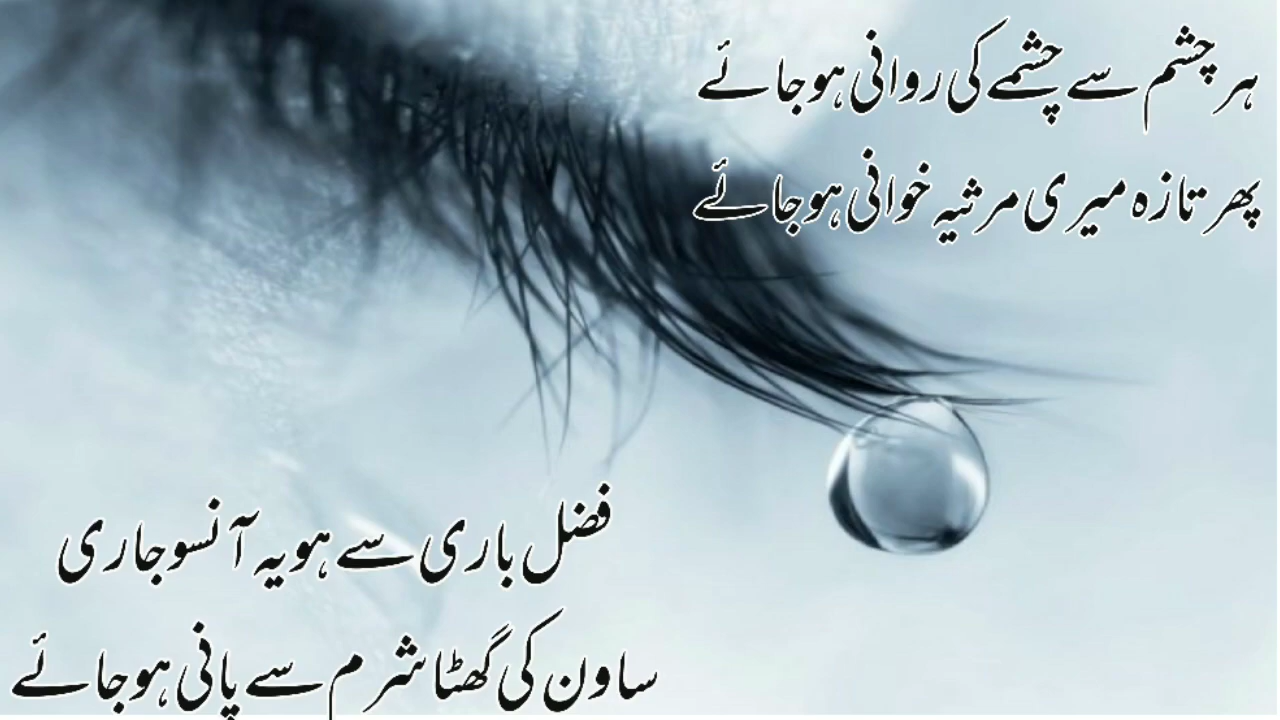 ہر چشم سے چشمے کی روانی ہو جائے
پھر تازہ میری مرثیہ خوانی ہو جائے
فضل باری سے ہو یہ آنسو جاری
ساون کی گھٹا شرم سے پانی ہو جائے